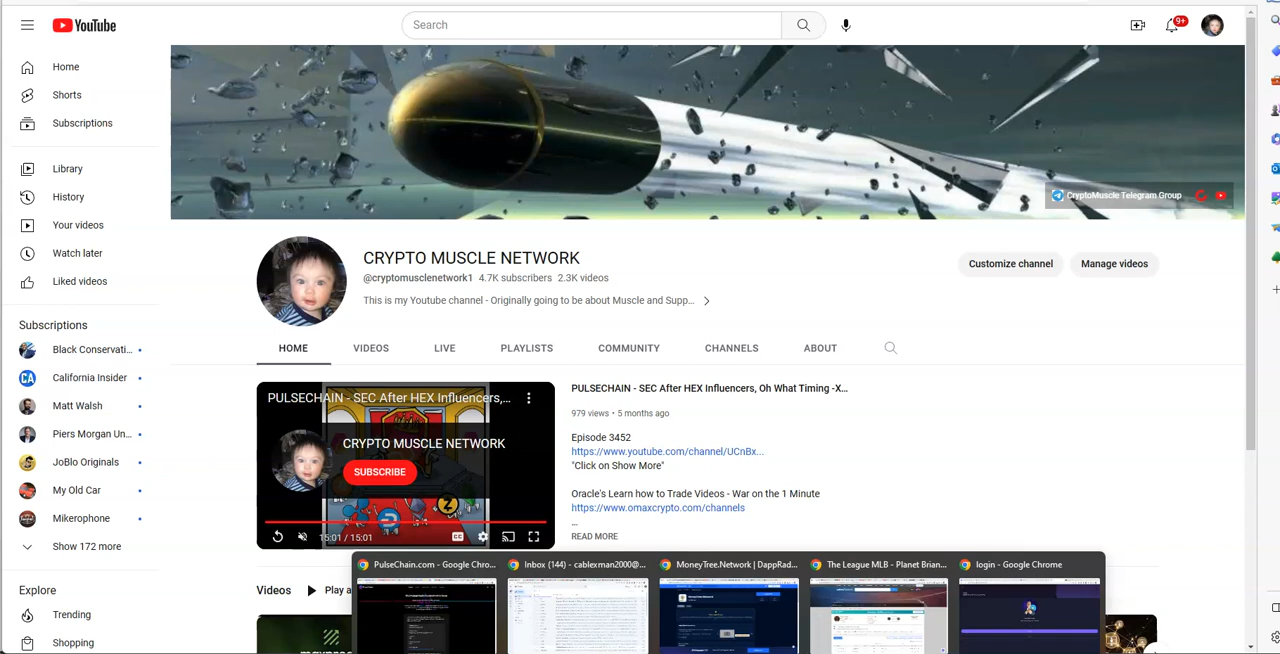 YouTube
Search
9+
Home
Shorts
Subscriptions
Library
History
Your videos
Watch later
Liked videos
Subscriptions
Black Conservati...
California Insider
Matt Walsh
Piers Morgan Un...
My Old Car
Mikerophone
Show 172 more
CryptoMuscle Telegram Group
CRYPTO MUSCLE NETWORK
@cryptomusclenetwork1 4.7K subscribers 2.3K videos
This is my Youtube channel - Originally going to be about Muscle and Supp...
Customize channel
Manage videos
HOME VIDEOS LIVE PLAYLISTS COMMUNITY CHANNELS ABOUT
PULSECHAIN - SEC After HEX Influencers,...
CRYPTO MUSCLE NETWORK
SUBSCRIBE
15:01 / 15:01
CC
PULSECHAIN - SEC After HEX Influencers, Oh What Timing -X...
979 views • 5 months ago
Episode 3452
https://www.youtube.com/channel/UCnBx...
"Click on Show More"
Oracle's Learn how to Trade Videos - War on the 1 Minute
https://www.omaxcrypto.com/channels
...
READ MORE
Videos
Play a
PulseChain.com - Google Chro...
Inbox (144) - cablexman2000@...
MoneyTree.Network | DappRad...
The League MLB - Planet Brian...
login - Google Chrome